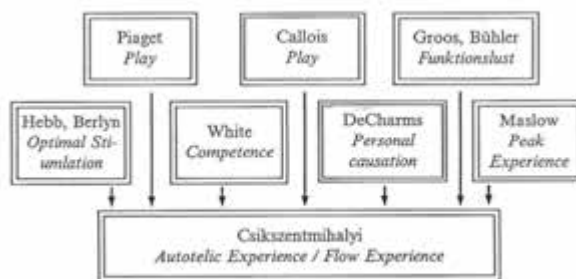 Piaget
Play
Callois
Play
Groos, Bühler
Funktionslust
Hebb, Berlyn
Optimal Sti-
umlation
White
Competence
DeCharms
Personal
causation
Maslow
Peak
Experience
Csikszentmihalyi
Autotelic Experience / Flow Experience